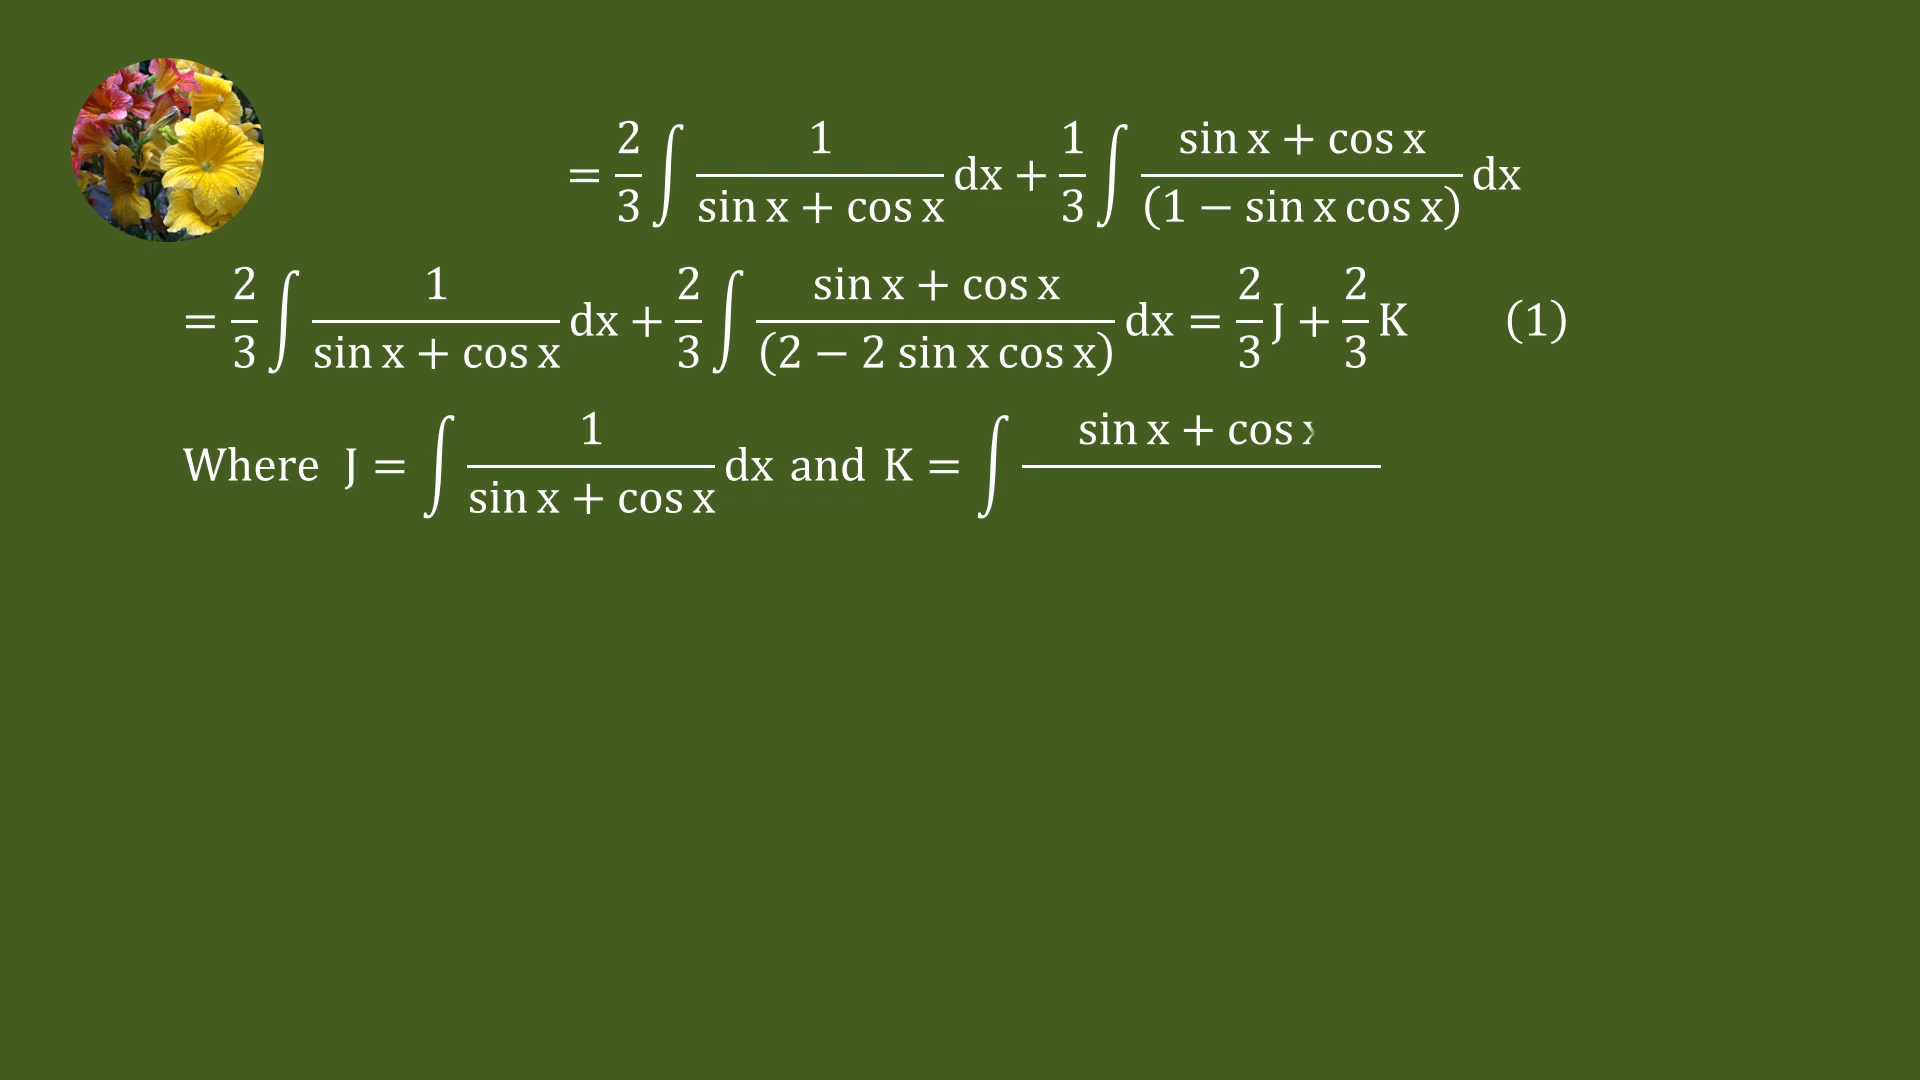 = 2/3 ∫ 1/(sin x + cos x) dx + 1/3 ∫ (sin x + cos x)/(1 − sin x cos x) dx
= 2/3 ∫ 1/(sin x + cos x) dx + 2/3 ∫ (sin x + cos x)/(2 − 2 sin x cos x) dx = 2/3 J + 2/3 K (1)
Where J = ∫ 1/(sin x + cos x) dx and K = ∫ sin x + cos x